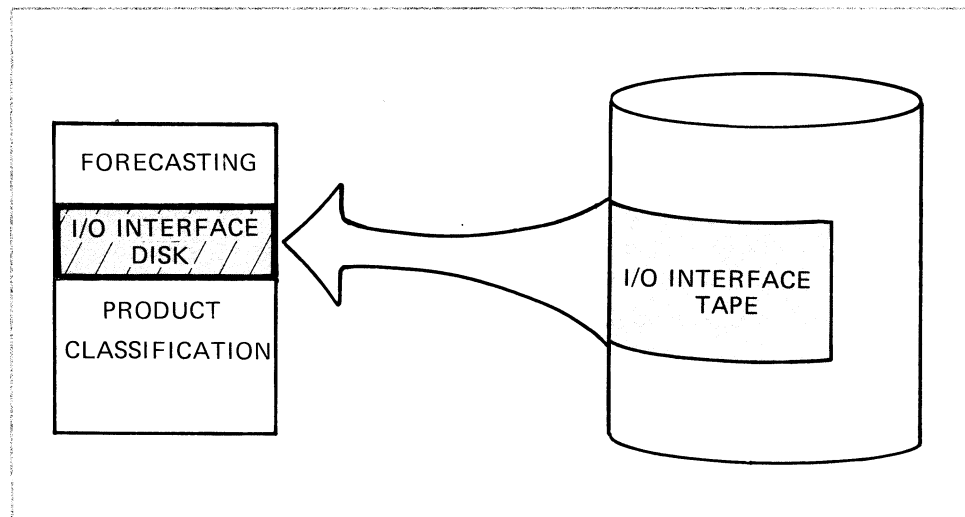 FORECASTING
I/O INTERFACE
DISK
PRODUCT
CLASSIFICATION
I/O INTERFACE
TAPE